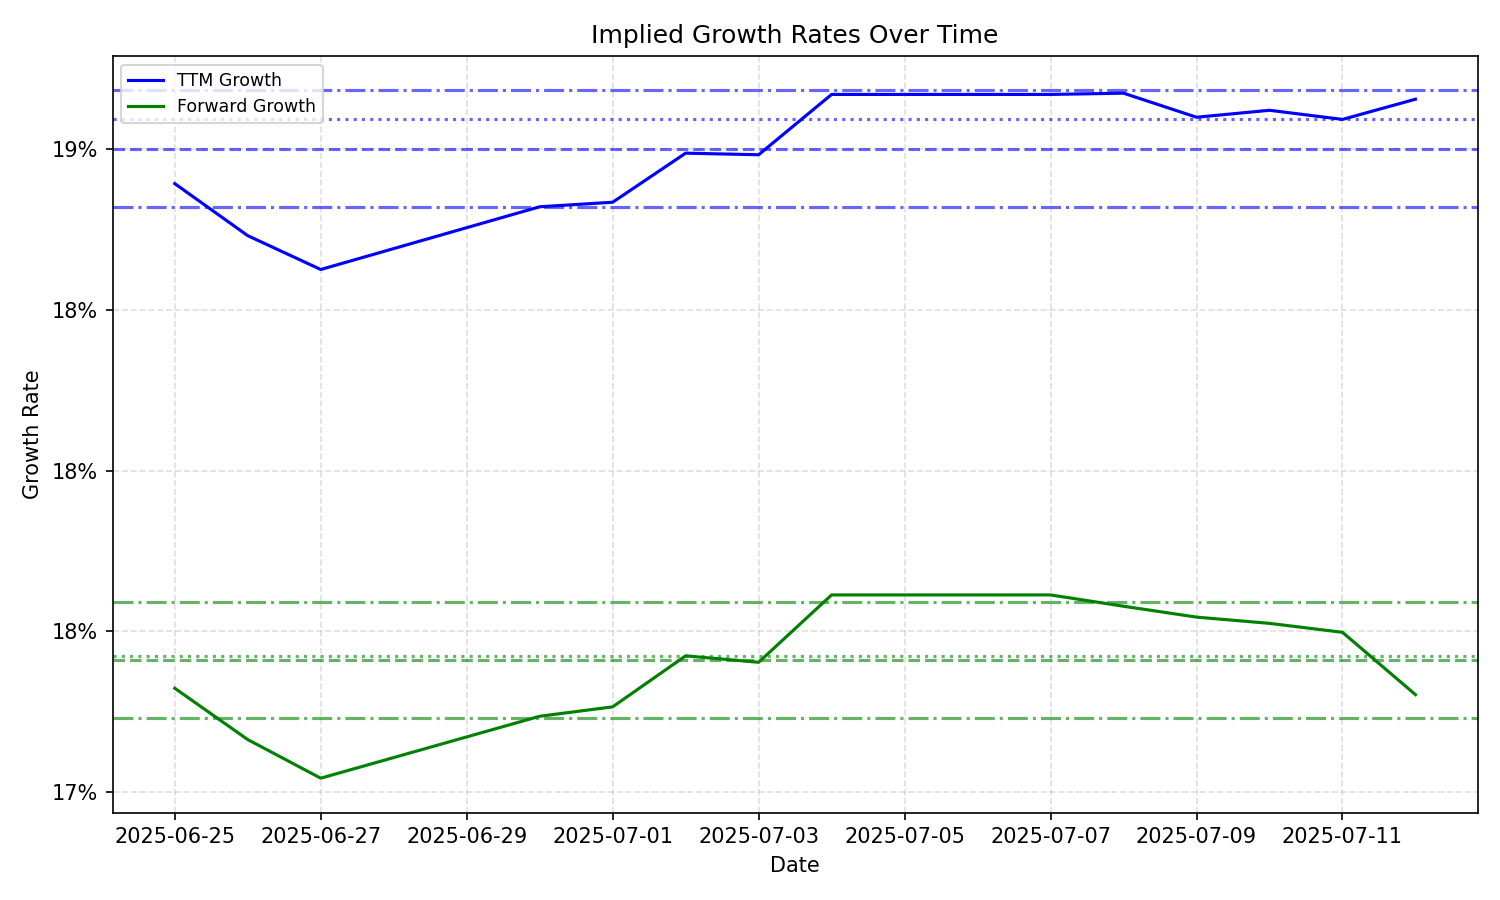 Implied Growth Rates Over Time
TTM Growth
Forward Growth
19%
18%
18%
18%
17%
Growth Rate
2025-06-25 2025-06-27 2025-06-29 2025-07-01 2025-07-03 2025-07-05 2025-07-07 2025-07-09 2025-07-11
Date